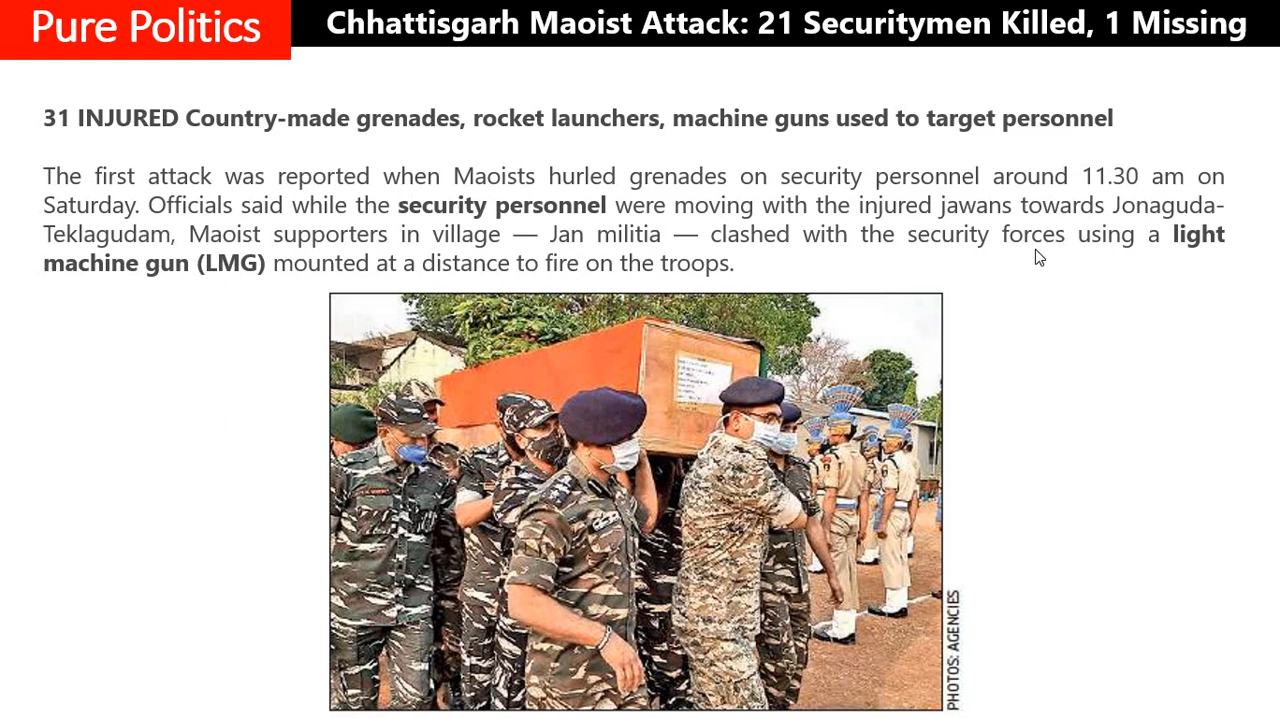 Pure Politics
Chhattisgarh Maoist Attack: 21 Securitymen Killed, 1 Missing
31 INJURED Country-made grenades, rocket launchers, machine guns used to target personnel
The first attack was reported when Maoists hurled grenades on security personnel around 11.30 am on
Saturday. Officials said while the security personnel were moving with the injured jawans towards Jonaguda-
Teklagudam, Maoist supporters in village — Jan militia — clashed with the security forces using a light
machine gun (LMG) mounted at a distance to fire on the troops.
PHOTOS: AGENCIES